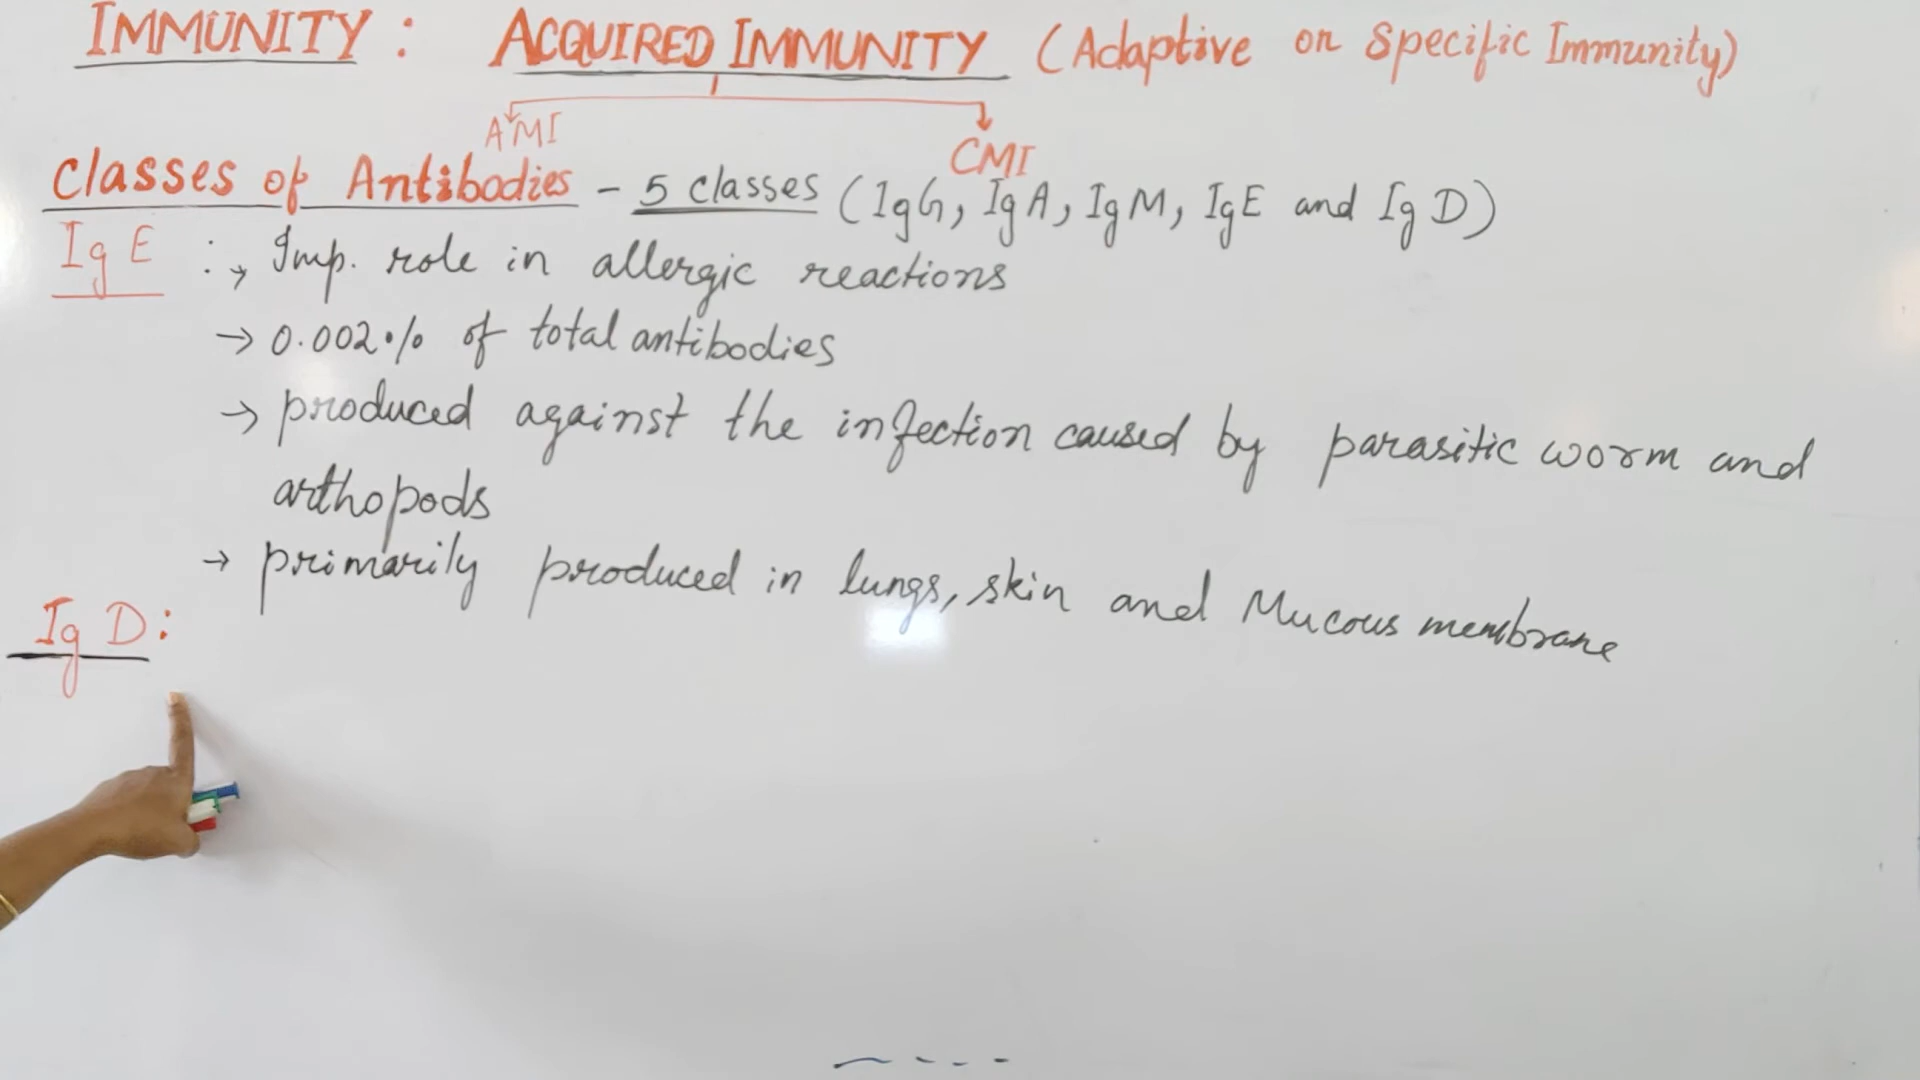 IMMUNITY : ACQUIRED IMMUNITY (Adaptive or Specific Immunity)
AMI CMI
Classes of Antibodies - 5 classes (IgG, IgA, IgM, IgE and IgD)
IgE : → Imp. role in allergic reactions
→ 0.002% of total antibodies
→ produced against the infection caused by parasitic worm and
arthopods
→ primarily produced in lungs, skin and Mucous membrane
IgD: